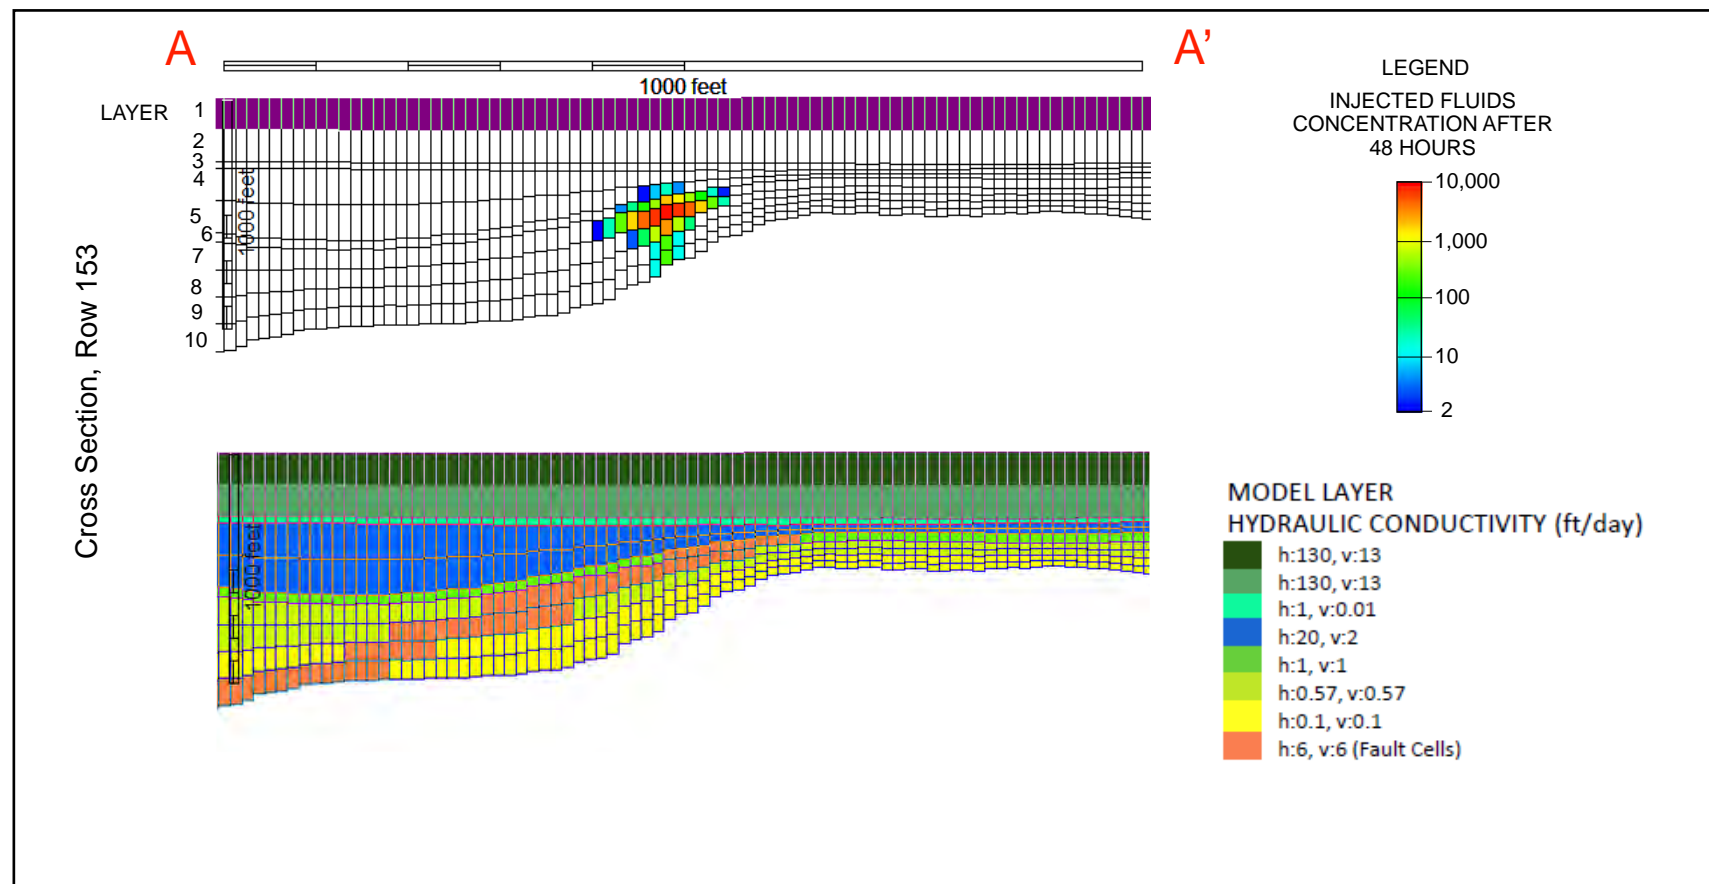 A
A'
1000 feet
LAYER
1
2
3
4
5
6
7
8
9
10
1000 feet
Cross Section, Row 153
LEGEND
INJECTED FLUIDS
CONCENTRATION AFTER
48 HOURS
10,000
1,000
100
10
2
1000 feet
MODEL LAYER
HYDRAULIC CONDUCTIVITY (ft/day)
h:130, v:13
h:130, v:13
h:1, v:0.01
h:20, v:2
h:1, v:1
h:0.57, v:0.57
h:0.1, v:0.1
h:6, v:6 (Fault Cells)